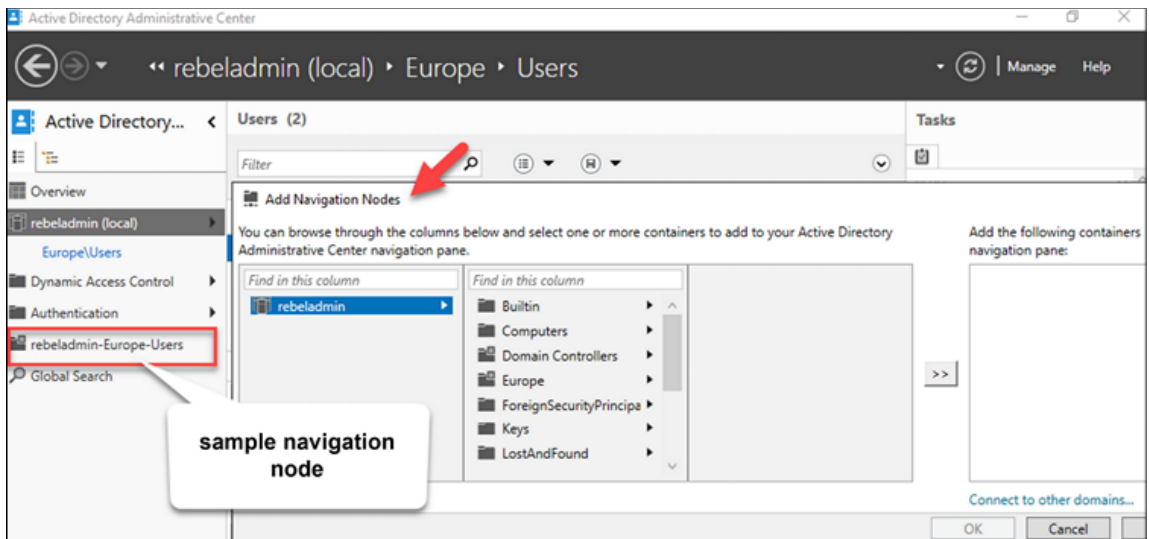 Active Directory Administrative Center
rebeladmin (local) ‣ Europe ‣ Users
Manage Help
Active Directory...
Users (2)
Tasks
Filter
Overview
Add Navigation Nodes
rebeladmin (local)
You can browse through the columns below and select one or more containers to add to your Active Directory
Administrative Center navigation pane.
Add the following containers
navigation pane:
Europe\Users
Find in this column
Find in this column
Dynamic Access Control
rebeladmin
Builtin
Authentication
Computers
rebeladmin-Europe-Users
Domain Controllers
Global Search
Europe
>>
ForeignSecurityPrincipa
Keys
LostAndFound
sample navigation
node
Connect to other domains...
OK
Cancel